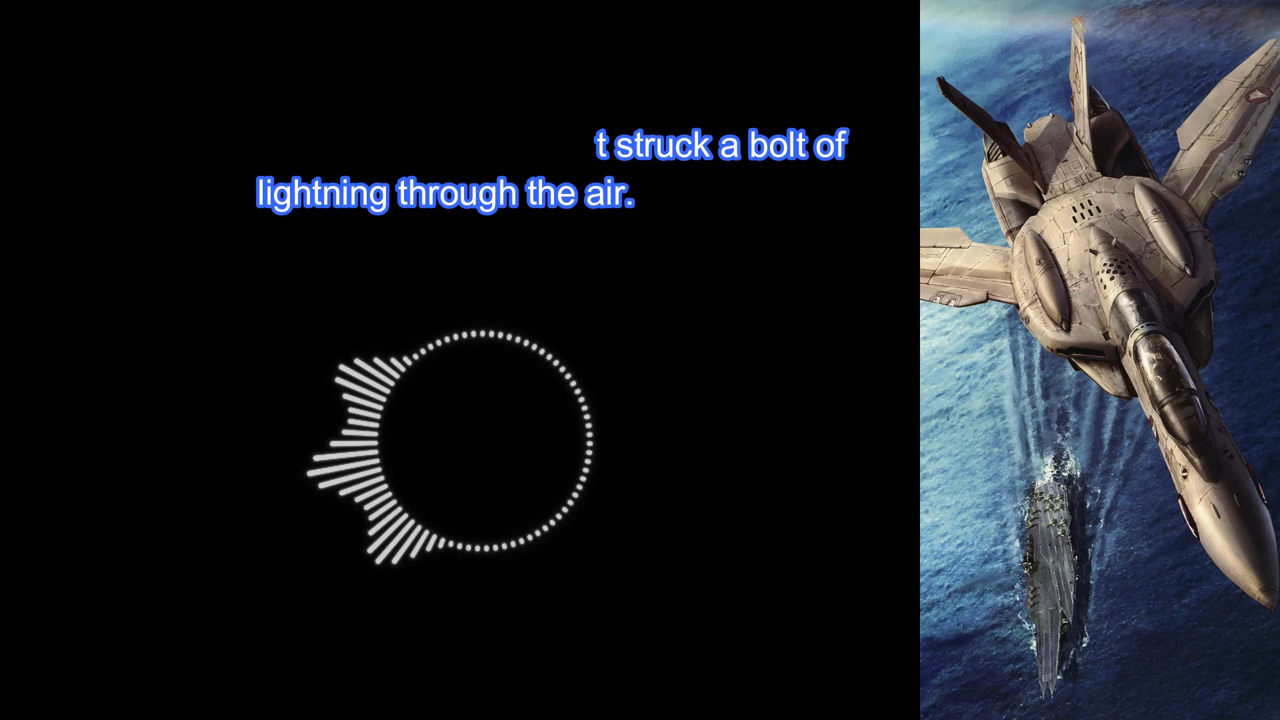 t struck a bolt of
lightning through the air.